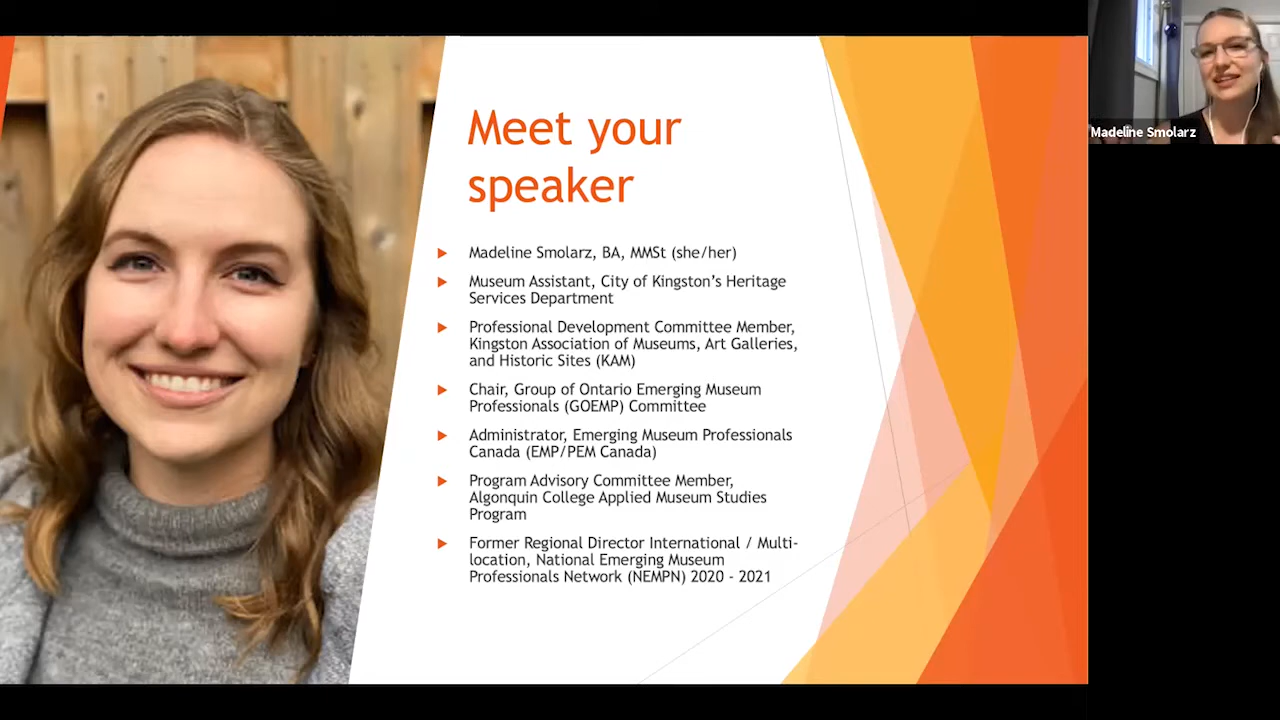 Meet your
speaker
Madeline Smolarz, BA, MMSt (she/her)
Museum Assistant, City of Kingston’s Heritage
Services Department
Professional Development Committee Member,
Kingston Association of Museums, Art Galleries,
and Historic Sites (KAM)
Chair, Group of Ontario Emerging Museum
Professionals (GOEMP) Committee
Administrator, Emerging Museum Professionals
Canada (EMP/PEM Canada)
Program Advisory Committee Member,
Algonquin College Applied Museum Studies
Program
Former Regional Director International / Multi-
location, National Emerging Museum
Professionals Network (NEMPN) 2020 - 2021
Madeline Smolarz